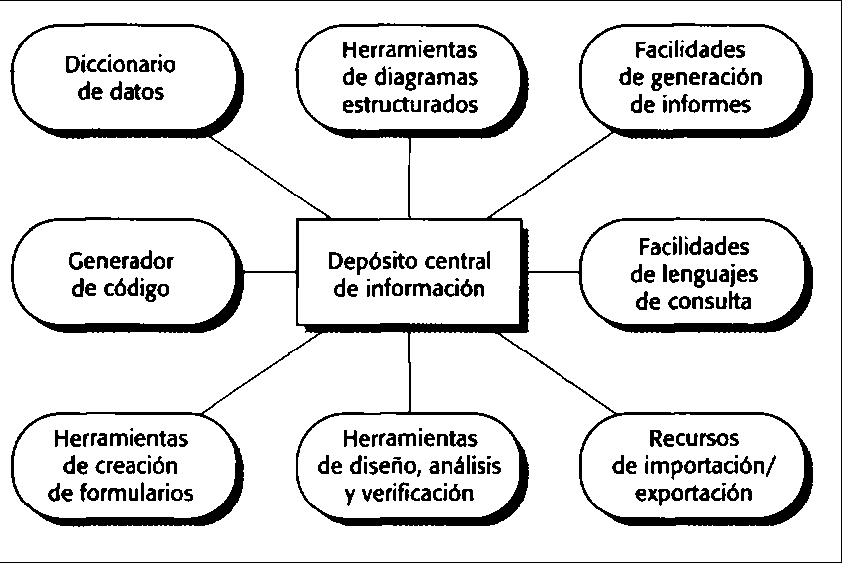 Diccionario
de datos
Herramientas
de diagramas
estructurados
Facilidades
de generación
de informes
Generador
de código
Depósito central
de información
Facilidades
de lenguajes
de consulta
Herramientas
de creación
de formularios
Herramientas
de diseño, análisis
y verificación
Recursos
de importación/
exportación